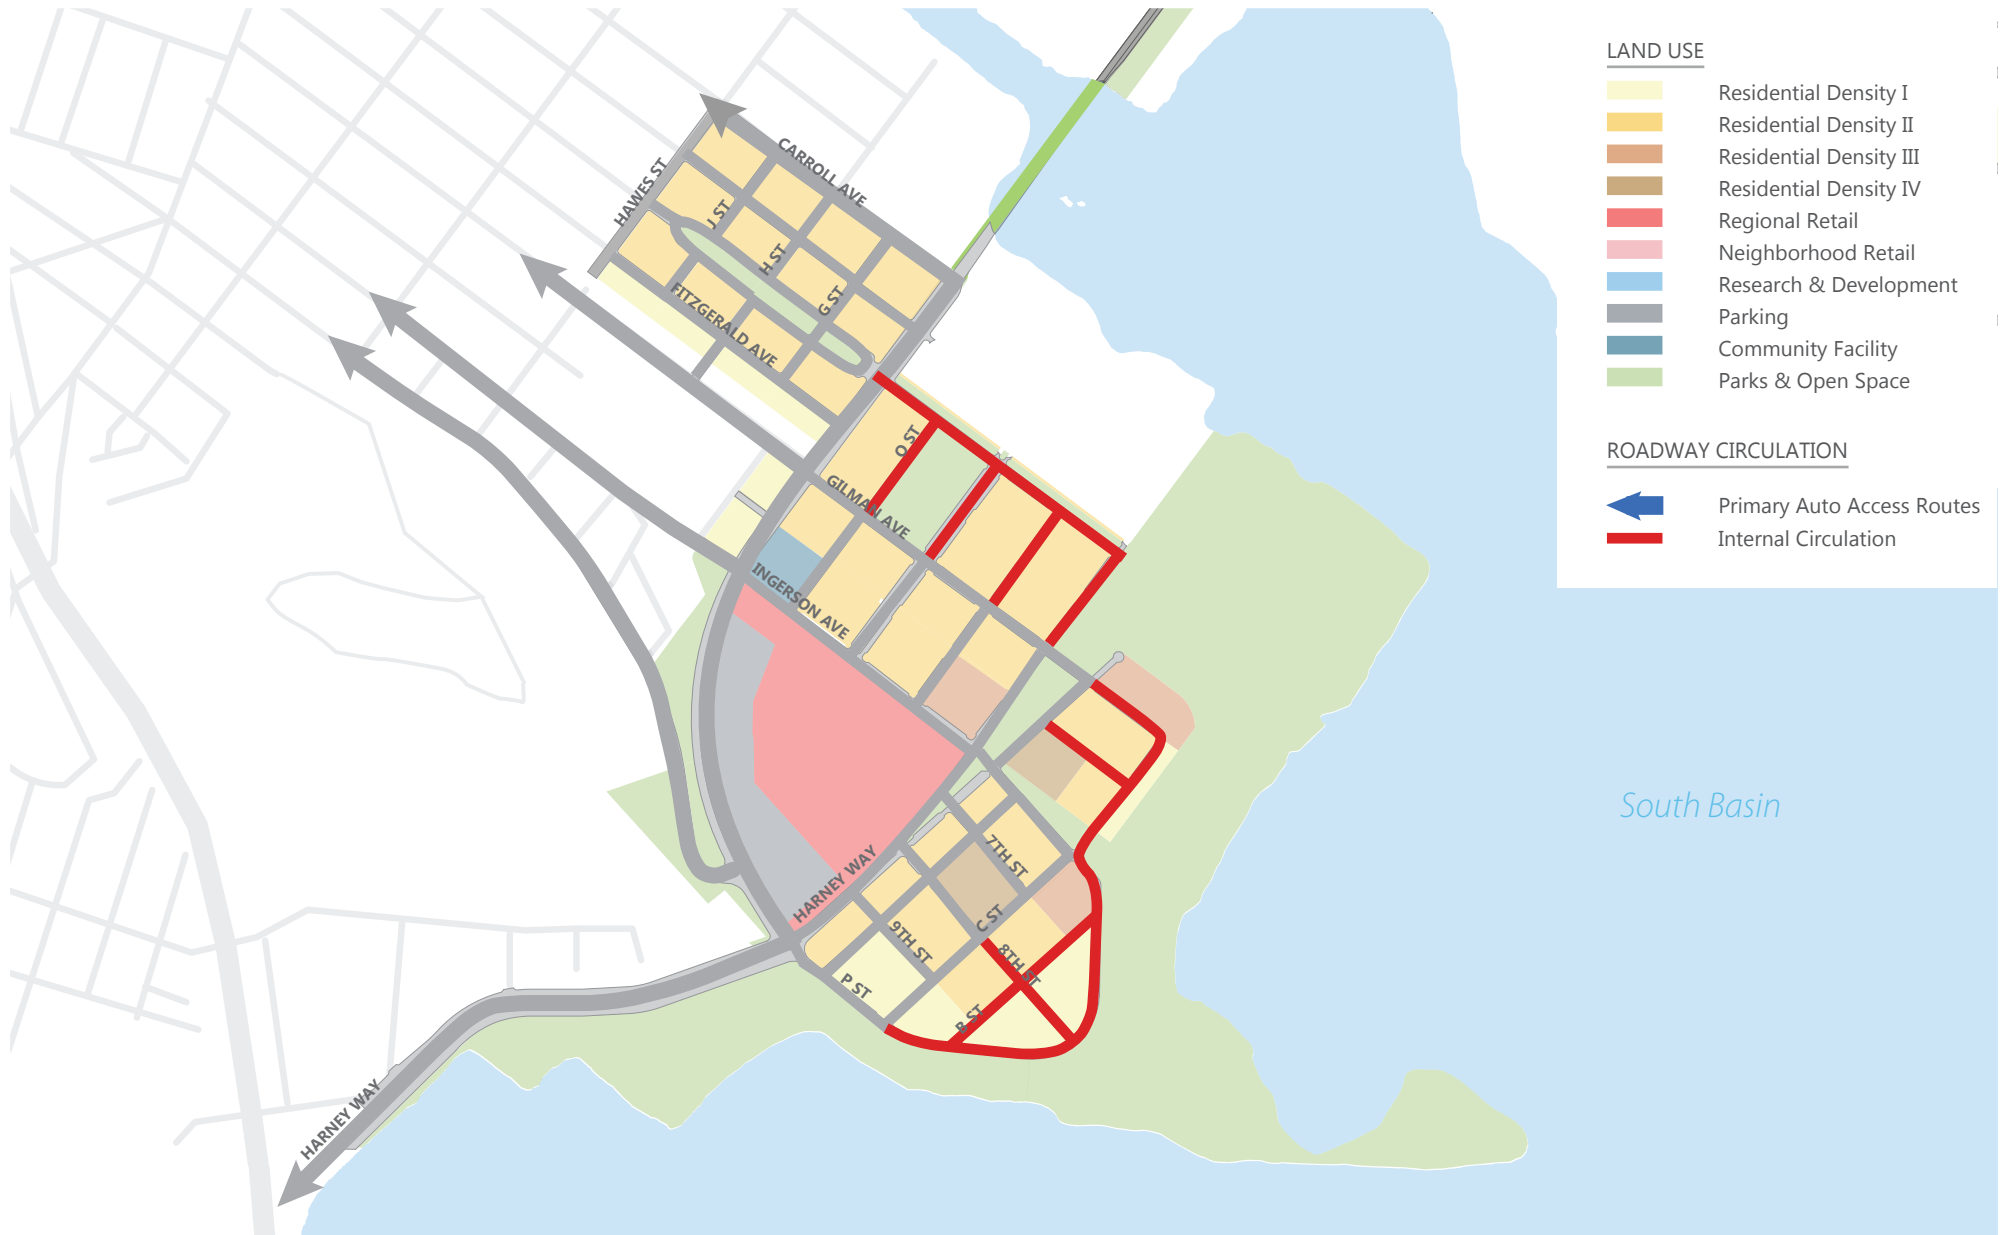 LAND USE
Residential Density I
Residential Density II
Residential Density III
Residential Density IV
Regional Retail
Neighborhood Retail
Research & Development
Parking
Community Facility
Parks & Open Space
ROADWAY CIRCULATION
Primary Auto Access Routes
Internal Circulation
CARROLL AVE
HAWES ST
J ST
H ST
G ST
FITZGERALD AVE
Q ST
GILMAN AVE
INGERSON AVE
South Basin
7TH ST
HARNEY WAY
C ST
9TH ST
8TH ST
P ST
B ST
HARNEY WAY